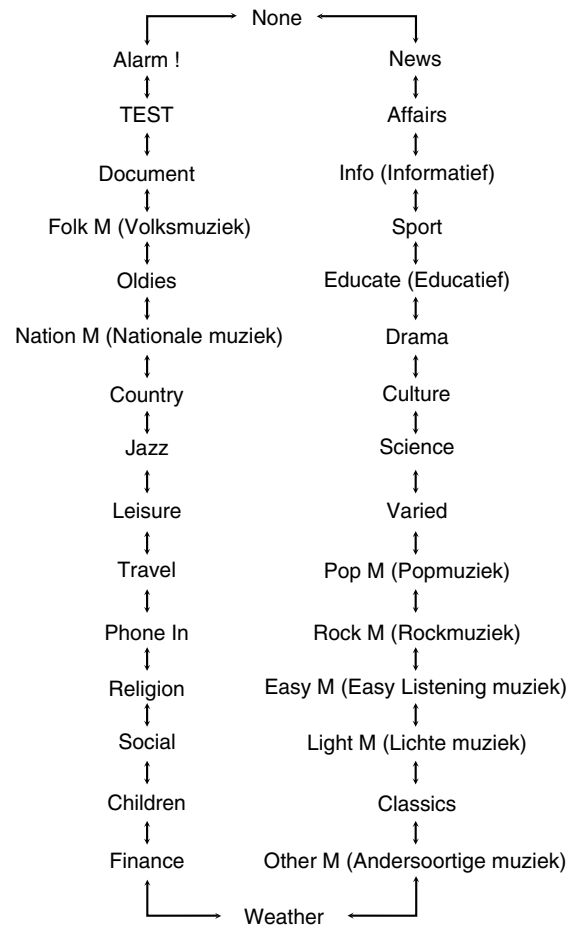 None
Alarm !
TEST
Document
Folk M (Volksmuziek)
Oldies
Nation M (Nationale muziek)
Country
Jazz
Leisure
Travel
Phone In
Religion
Social
Children
Finance
News
Affairs
Info (Informatief)
Sport
Educate (Educatief)
Drama
Culture
Science
Varied
Pop M (Popmuziek)
Rock M (Rockmuziek)
Easy M (Easy Listening muziek)
Light M (Lichte muziek)
Classics
Other M (Andersoortige muziek)
Weather